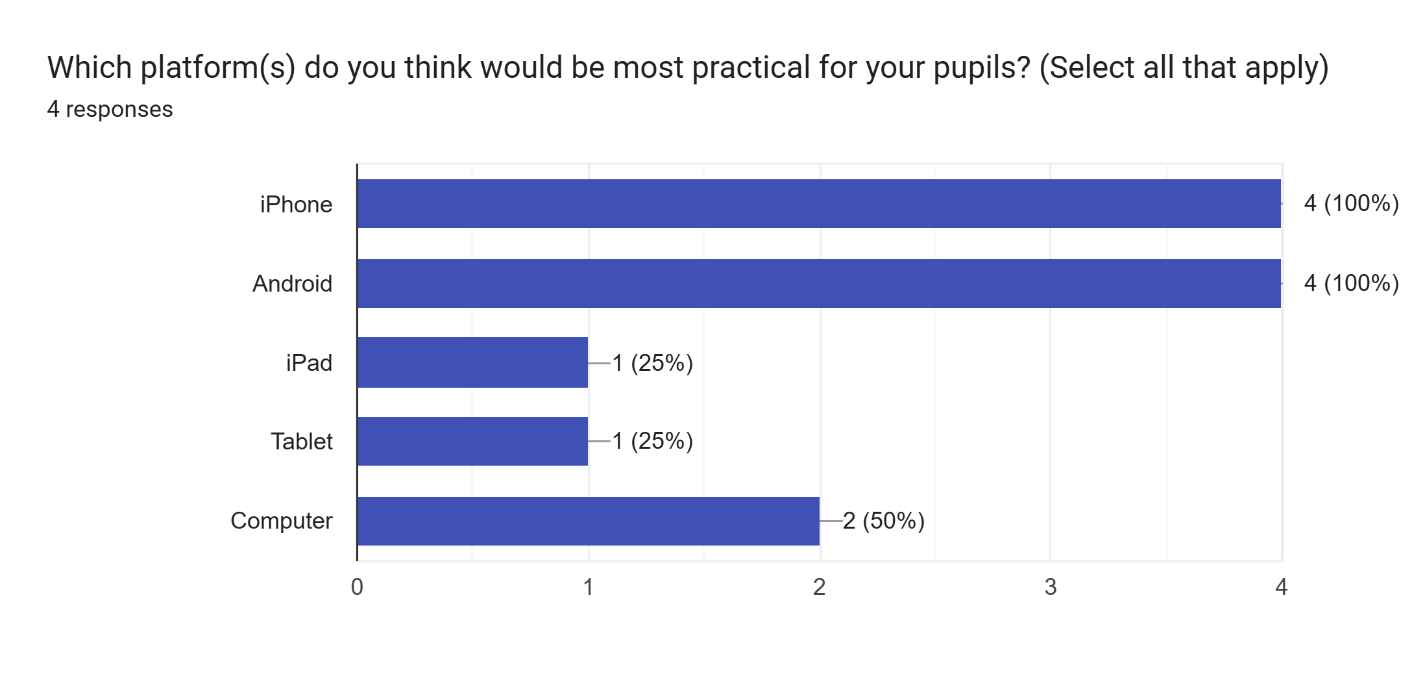 Which platform(s) do you think would be most practical for your pupils? (Select all that apply)
4 responses
iPhone 4 (100%)
Android 4 (100%)
iPad 1 (25%)
Tablet 1 (25%)
Computer 2 (50%)
0 1 2 3 4